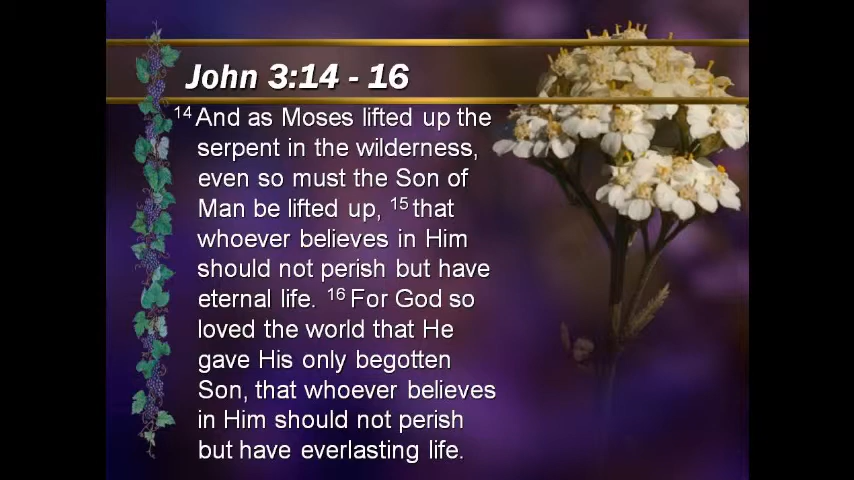 John 3:14 - 16
14 And as Moses lifted up the
serpent in the wilderness,
even so must the Son of
Man be lifted up, 15 that
whoever believes in Him
should not perish but have
eternal life. 16 For God so
loved the world that He
gave His only begotten
Son, that whoever believes
in Him should not perish
but have everlasting life.